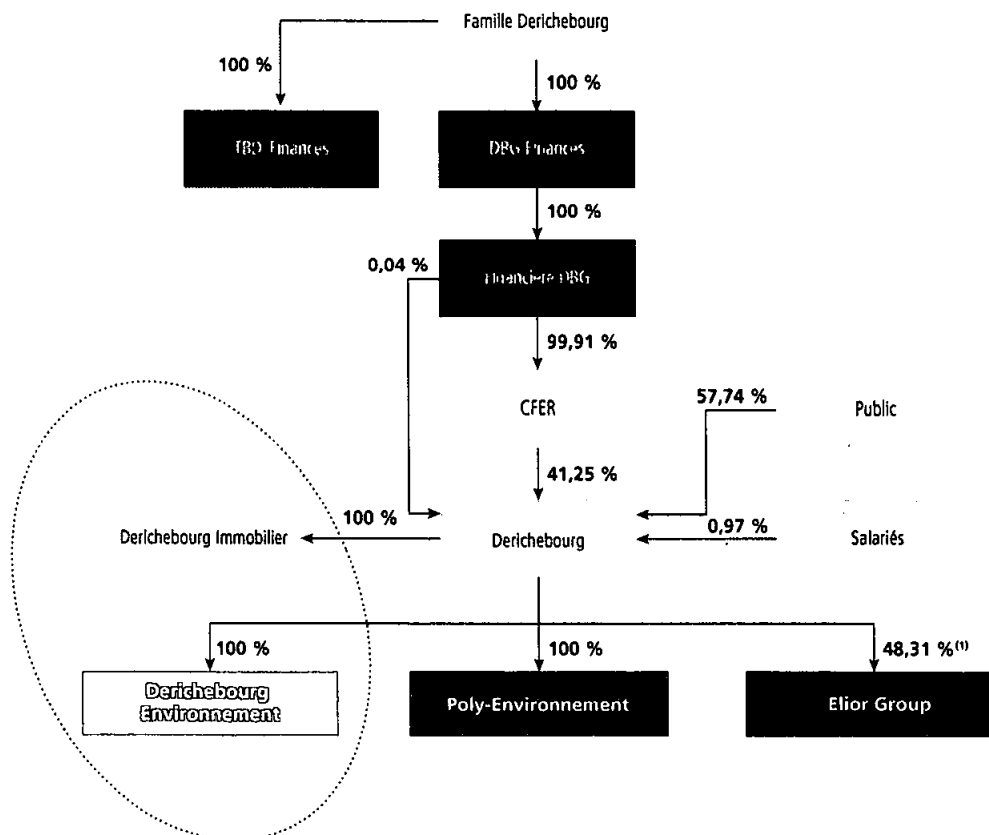 Famille Derichebourg
100 %
100 %
TBD Finances
DBG Finances
100 %
0,04 %
Financière DBG
99,91 %
57,74 %
CFER
Public
41,25 %
100 %
0,97 %
Derichebourg Immobilier
Derichebourg
Salariés
100 %
100 %
48,31 %(1)
Derichebourg
Environnement
Poly-Environnement
Elior Group